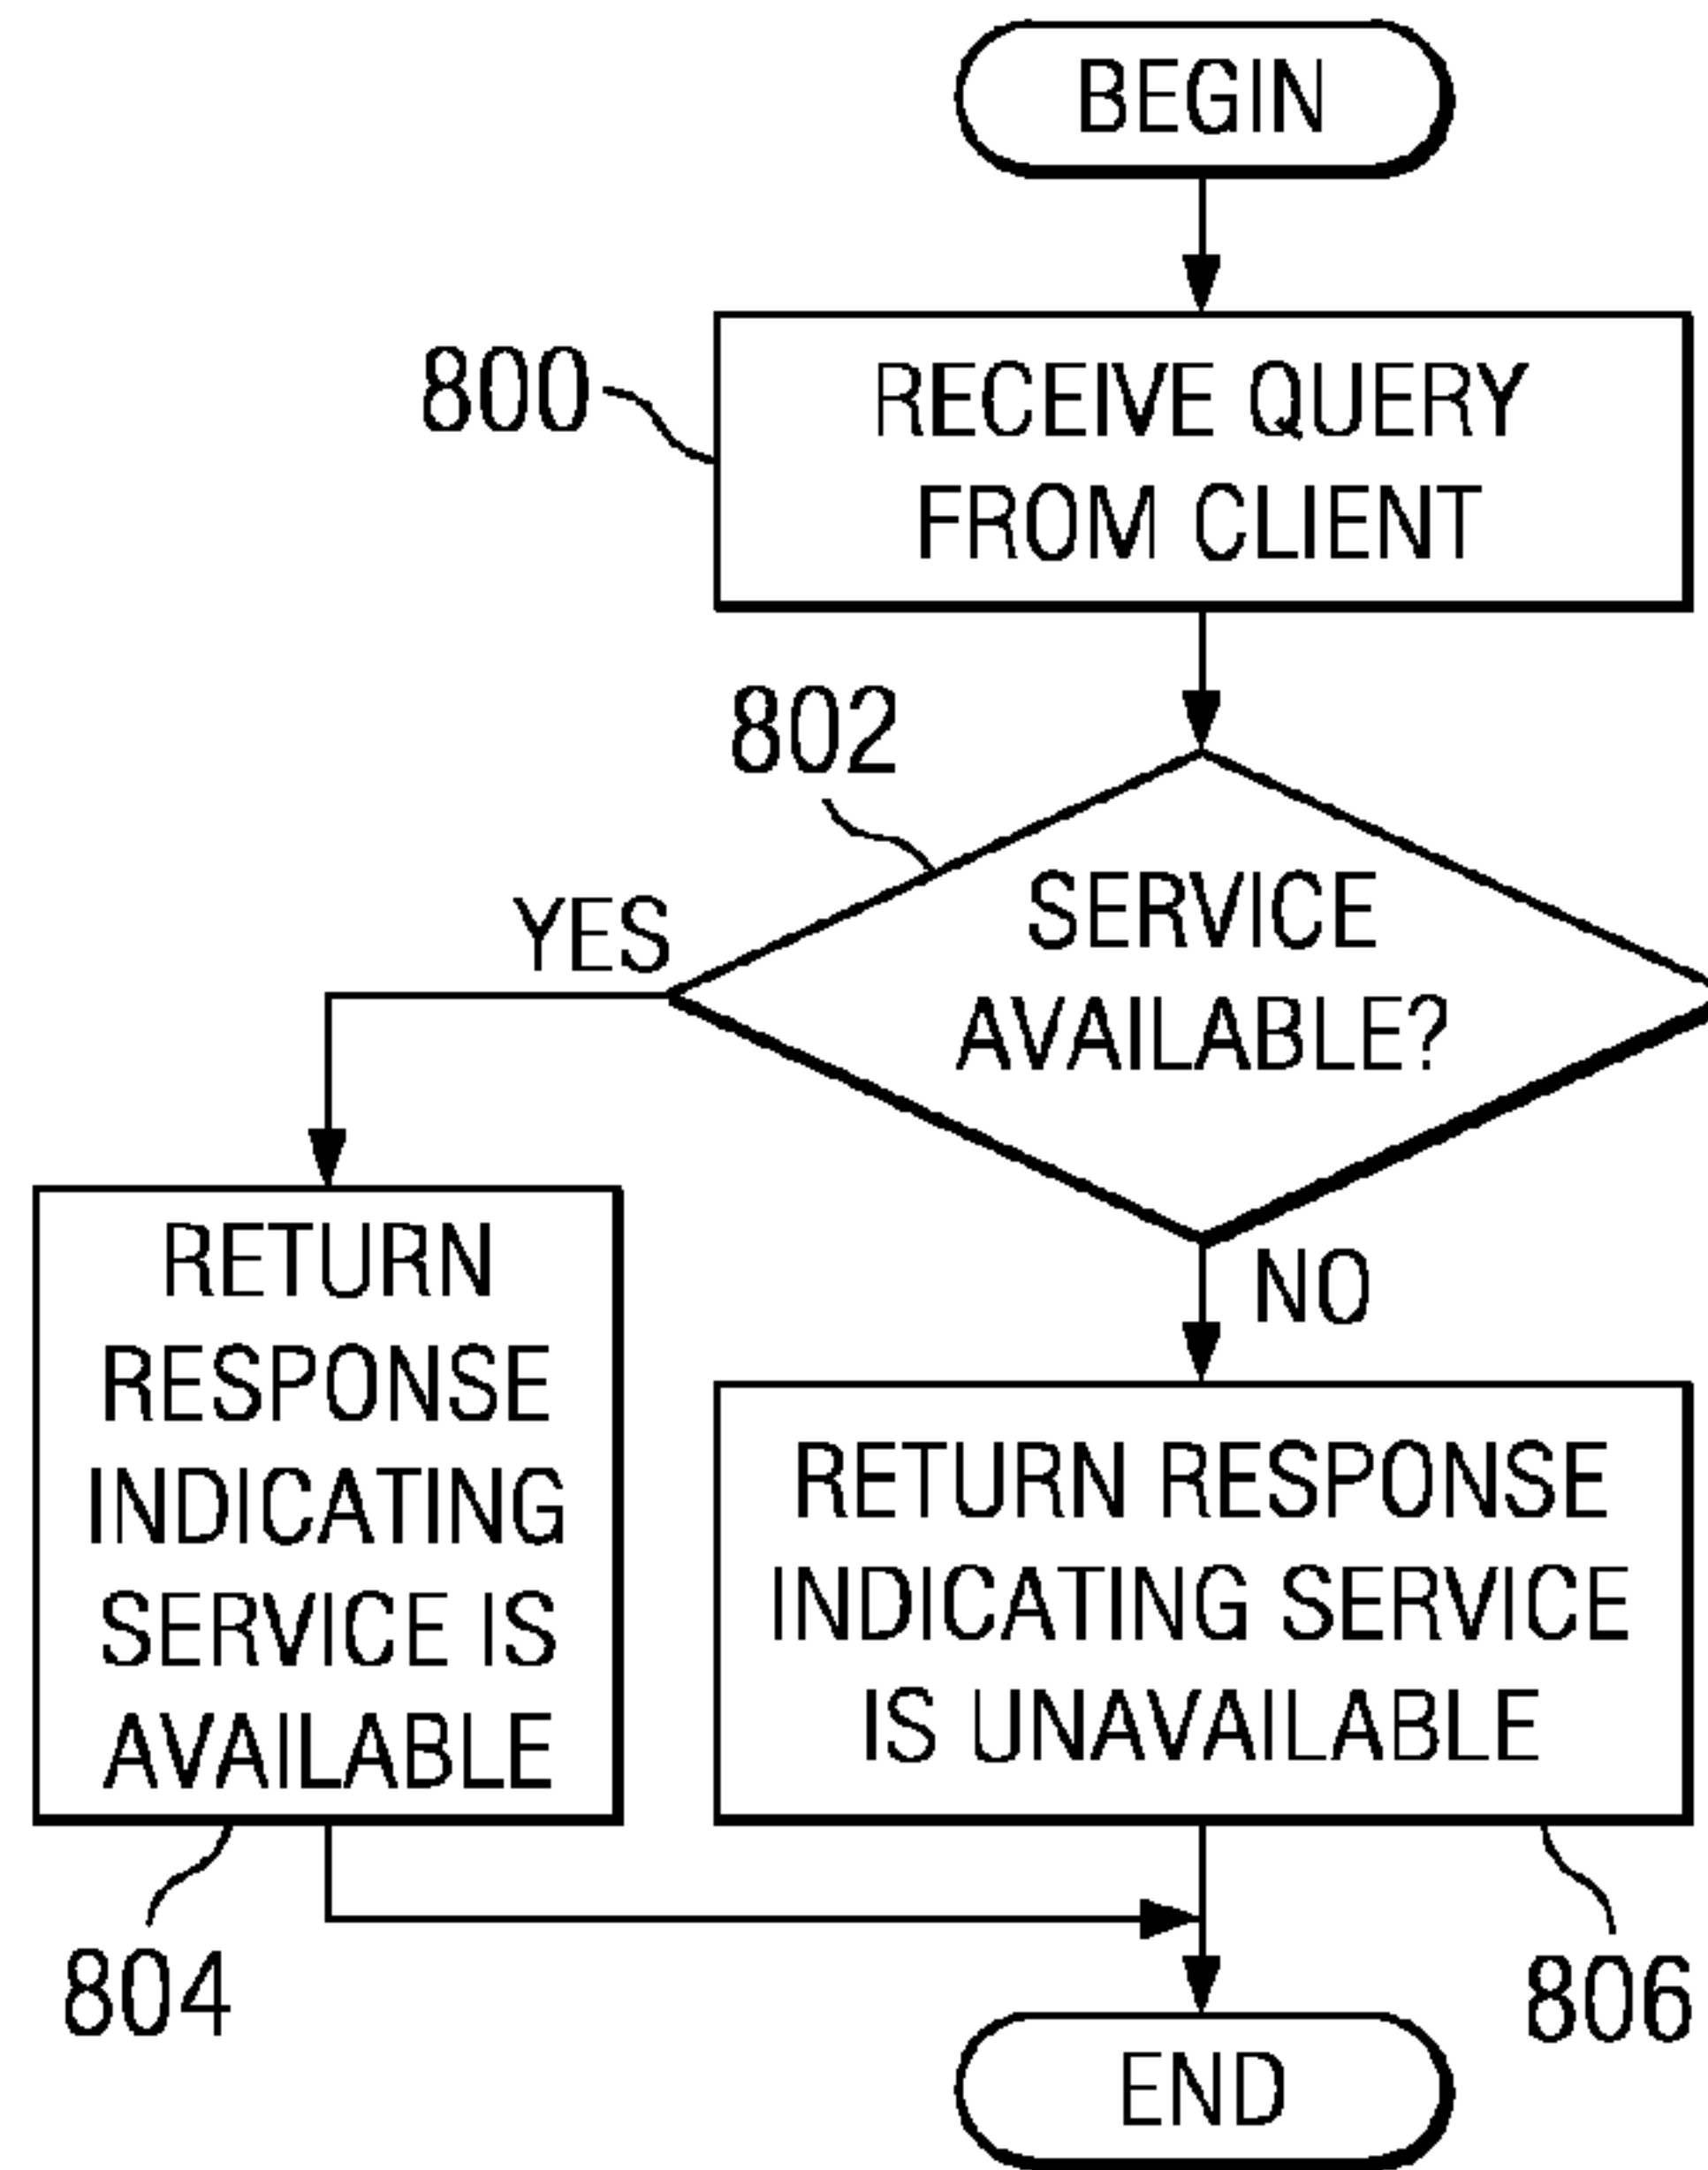 BEGIN
800
RECEIVE QUERY
FROM CLIENT
802
SERVICE
AVAILABLE?
YES
NO
RETURN
RESPONSE
INDICATING
SERVICE IS
AVAILABLE
RETURN RESPONSE
INDICATING SERVICE
IS UNAVAILABLE
804
806
END